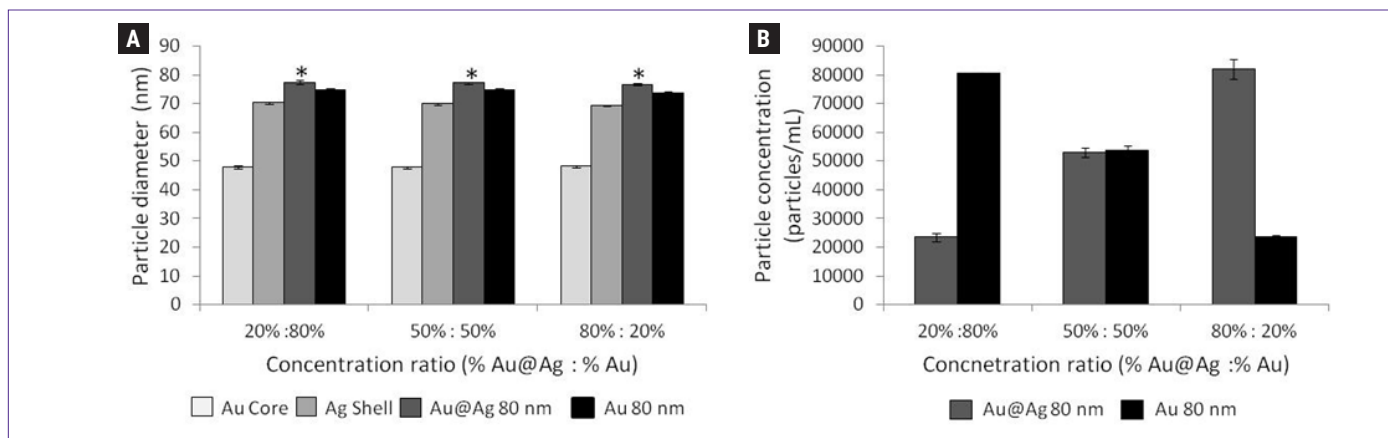 A
Particle diameter (nm)
90
80
70
60
50
40
30
20
10
0
* * *
20% :80% 50% : 50% 80% : 20%
Concentration ratio (% Au@Ag : % Au)
Au Core Ag Shell Au@Ag 80 nm Au 80 nm
B
Particle concentration
(particles/mL)
90000
80000
70000
60000
50000
40000
30000
20000
10000
0
20% :80% 50% : 50% 80% : 20%
Concnetration ratio (% Au@Ag :% Au)
Au@Ag 80 nm Au 80 nm